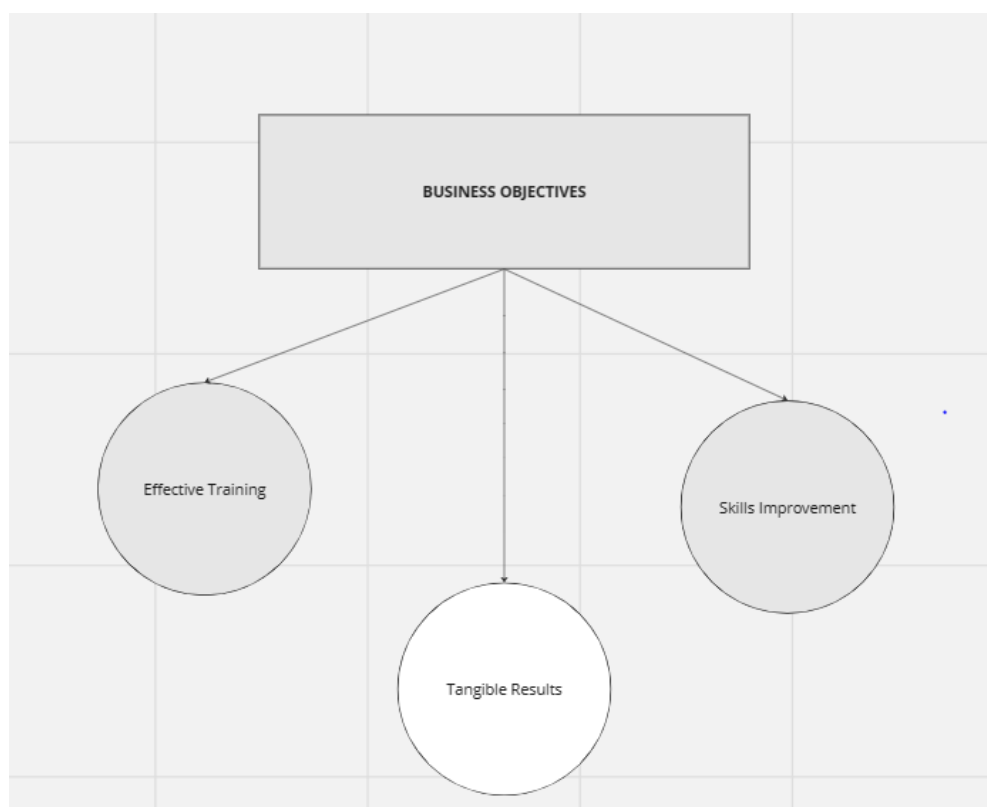 BUSINESS OBJECTIVES
Effective Training
Skills Improvement
Tangible Results